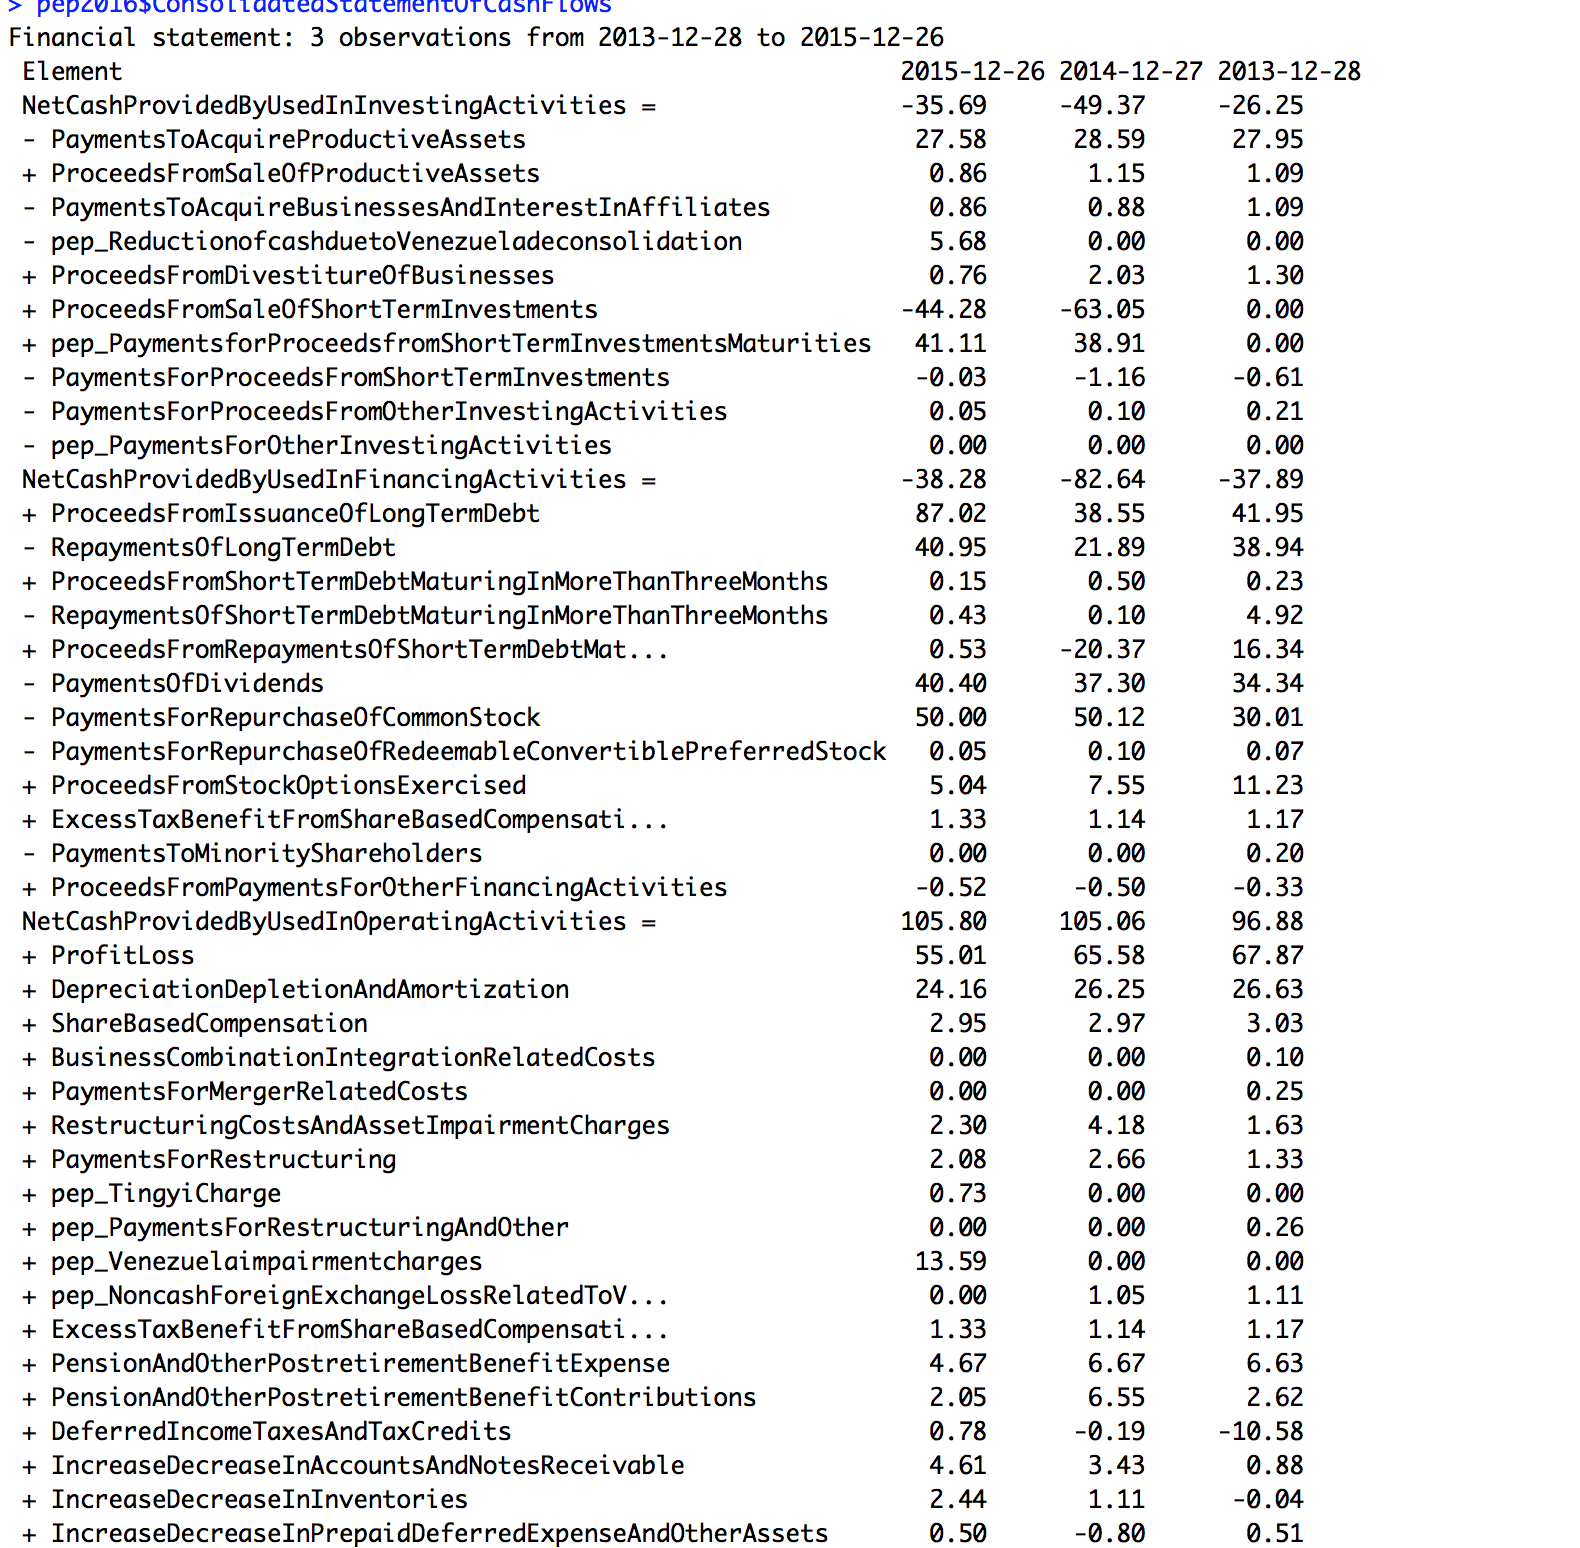 > pep2016$ConsolidatedStatementOfCashFlows
Financial statement: 3 observations from 2013-12-28 to 2015-12-26
Element 2015-12-26 2014-12-27 2013-12-28
NetCashProvidedByUsedInInvestingActivities = -35.69 -49.37 -26.25
- PaymentsToAcquireProductiveAssets 27.58 28.59 27.95
+ ProceedsFromSaleOfProductiveAssets 0.86 1.15 1.09
- PaymentsToAcquireBusinessesAndInterestInAffiliates 0.86 0.88 1.09
- pep_ReductionofcashduetoVenezueladeconsolidation 5.68 0.00 0.00
+ ProceedsFromDivestitureOfBusinesses 0.76 2.03 1.30
+ ProceedsFromSaleOfShortTermInvestments -44.28 -63.05 0.00
+ pep_PaymentsforProceedsfromShortTermInvestmentsMaturities 41.11 38.91 0.00
- PaymentsForProceedsFromShortTermInvestments -0.03 -1.16 -0.61
- PaymentsForProceedsFromOtherInvestingActivities 0.05 0.10 0.21
- pep_PaymentsForOtherInvestingActivities 0.00 0.00 0.00
NetCashProvidedByUsedInFinancingActivities = -38.28 -82.64 -37.89
+ ProceedsFromIssuanceOfLongTermDebt 87.02 38.55 41.95
- RepaymentsOfLongTermDebt 40.95 21.89 38.94
+ ProceedsFromShortTermDebtMaturingInMoreThanThreeMonths 0.15 0.50 0.23
- RepaymentsOfShortTermDebtMaturingInMoreThanThreeMonths 0.43 0.10 4.92
+ ProceedsFromRepaymentsOfShortTermDebtMat... 0.53 -20.37 16.34
- PaymentsOfDividends 40.40 37.30 34.34
- PaymentsForRepurchaseOfCommonStock 50.00 50.12 30.01
- PaymentsForRepurchaseOfRedeemableConvertiblePreferredStock 0.05 0.10 0.07
+ ProceedsFromStockOptionsExercised 5.04 7.55 11.23
+ ExcessTaxBenefitFromShareBasedCompensati... 1.33 1.14 1.17
- PaymentsToMinorityShareholders 0.00 0.00 0.20
+ ProceedsFromPaymentsForOtherFinancingActivities -0.52 -0.50 -0.33
NetCashProvidedByUsedInOperatingActivities = 105.80 105.06 96.88
+ ProfitLoss 55.01 65.58 67.87
+ DepreciationDepletionAndAmortization 24.16 26.25 26.63
+ ShareBasedCompensation 2.95 2.97 3.03
+ BusinessCombinationIntegrationRelatedCosts 0.00 0.00 0.10
+ PaymentsForMergerRelatedCosts 0.00 0.00 0.25
+ RestructuringCostsAndAssetImpairmentCharges 2.30 4.18 1.63
+ PaymentsForRestructuring 2.08 2.66 1.33
+ pep_TingyiCharge 0.73 0.00 0.00
+ pep_PaymentsForRestructuringAndOther 0.00 0.00 0.26
+ pep_Venezuelaimpairmentcharges 13.59 0.00 0.00
+ pep_NoncashForeignExchangeLossRelatedToV... 0.00 1.05 1.11
+ ExcessTaxBenefitFromShareBasedCompensati... 1.33 1.14 1.17
+ PensionAndOtherPostretirementBenefitExpense 4.67 6.67 6.63
+ PensionAndOtherPostretirementBenefitContributions 2.05 6.55 2.62
+ DeferredIncomeTaxesAndTaxCredits 0.78 -0.19 -10.58
+ IncreaseDecreaseInAccountsAndNotesReceivable 4.61 3.43 0.88
+ IncreaseDecreaseInInventories 2.44 1.11 -0.04
+ IncreaseDecreaseInPrepaidDeferredExpenseAndOtherAssets 0.50 -0.80 0.51